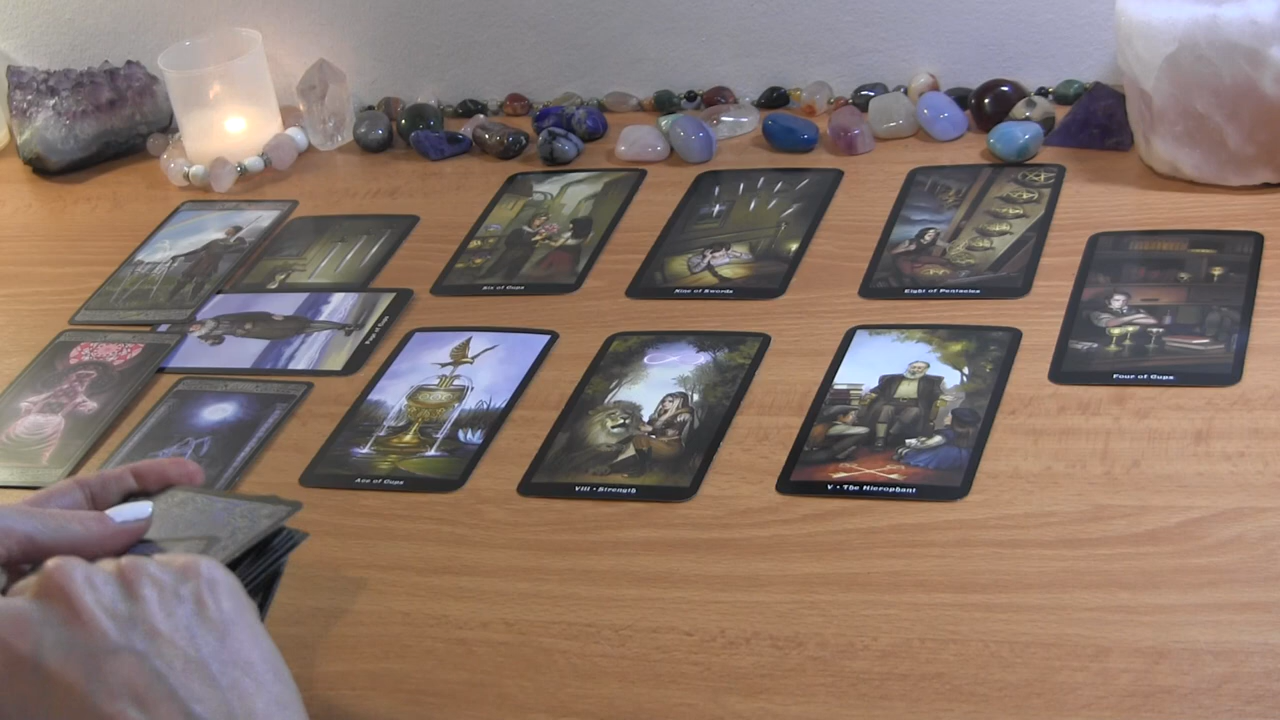 Six of Cups
Nine of Swords
Eight of Pentacles
Four of Cups
Ace of Cups
VIII • Strength
V • The Hierophant